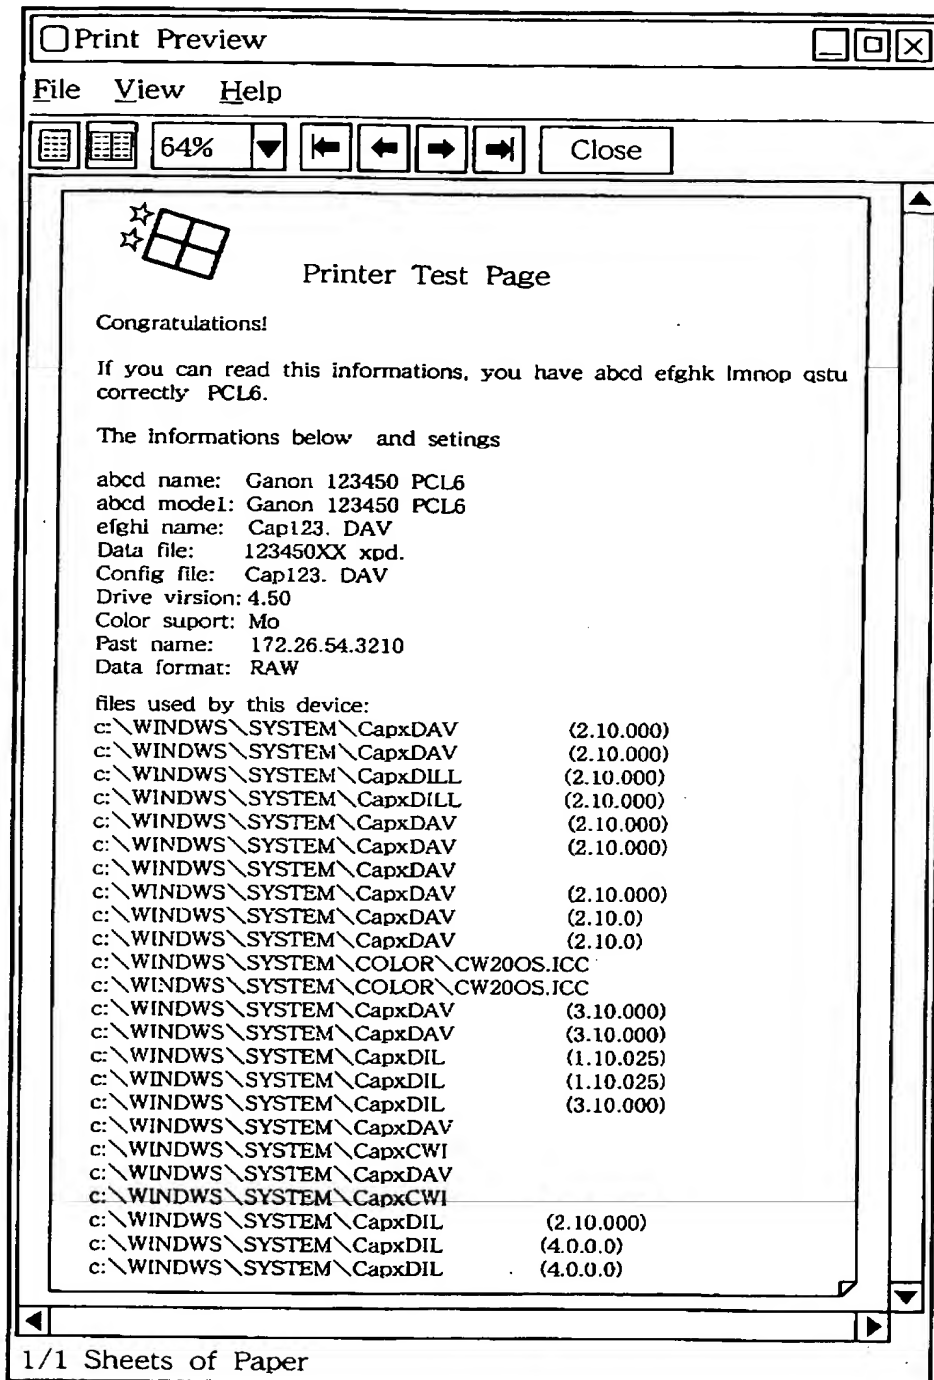 Print Preview
File View Help
64% Close
Printer Test Page
Congratulations!
If you can read this informations, you have abcd efghk lmnop qstu
correctly PCL6.
The informations below and setings
abcd name: Ganon 123450 PCL6
abcd model: Ganon 123450 PCL6
efghi name: Cap123. DAV
Data file: 123450XX xpd.
Config file: Cap123. DAV
Drive virsion: 4.50
Color suport: Mo
Past name: 172.26.54.3210
Data format: RAW
files used by this device:
c:\WINDWS\SYSTEM\CapxDAV (2.10.000)
c:\WINDWS\SYSTEM\CapxDAV (2.10.000)
c:\WINDWS\SYSTEM\CapxDILL (2.10.000)
c:\WINDWS\SYSTEM\CapxDILL (2.10.000)
c:\WINDWS\SYSTEM\CapxDAV (2.10.000)
c:\WINDWS\SYSTEM\CapxDAV (2.10.000)
c:\WINDWS\SYSTEM\CapxDAV
c:\WINDWS\SYSTEM\CapxDAV (2.10.000)
c:\WINDWS\SYSTEM\CapxDAV (2.10.0)
c:\WINDWS\SYSTEM\CapxDAV (2.10.0)
c:\WINDWS\SYSTEM\COLOR\CW20OS.ICC
c:\WINDWS\SYSTEM\COLOR\CW20OS.ICC
c:\WINDWS\SYSTEM\CapxDAV (3.10.000)
c:\WINDWS\SYSTEM\CapxDAV (3.10.000)
c:\WINDWS\SYSTEM\CapxDIL (1.10.025)
c:\WINDWS\SYSTEM\CapxDIL (1.10.025)
c:\WINDWS\SYSTEM\CapxDIL (3.10.000)
c:\WINDWS\SYSTEM\CapxDAV
c:\WINDWS\SYSTEM\CapxCWI
c:\WINDWS\SYSTEM\CapxDAV
c:\WINDWS\SYSTEM\CapxCWI
c:\WINDWS\SYSTEM\CapxDIL (2.10.000)
c:\WINDWS\SYSTEM\CapxDIL (4.0.0.0)
c:\WINDWS\SYSTEM\CapxDIL (4.0.0.0)
1/1 Sheets of Paper